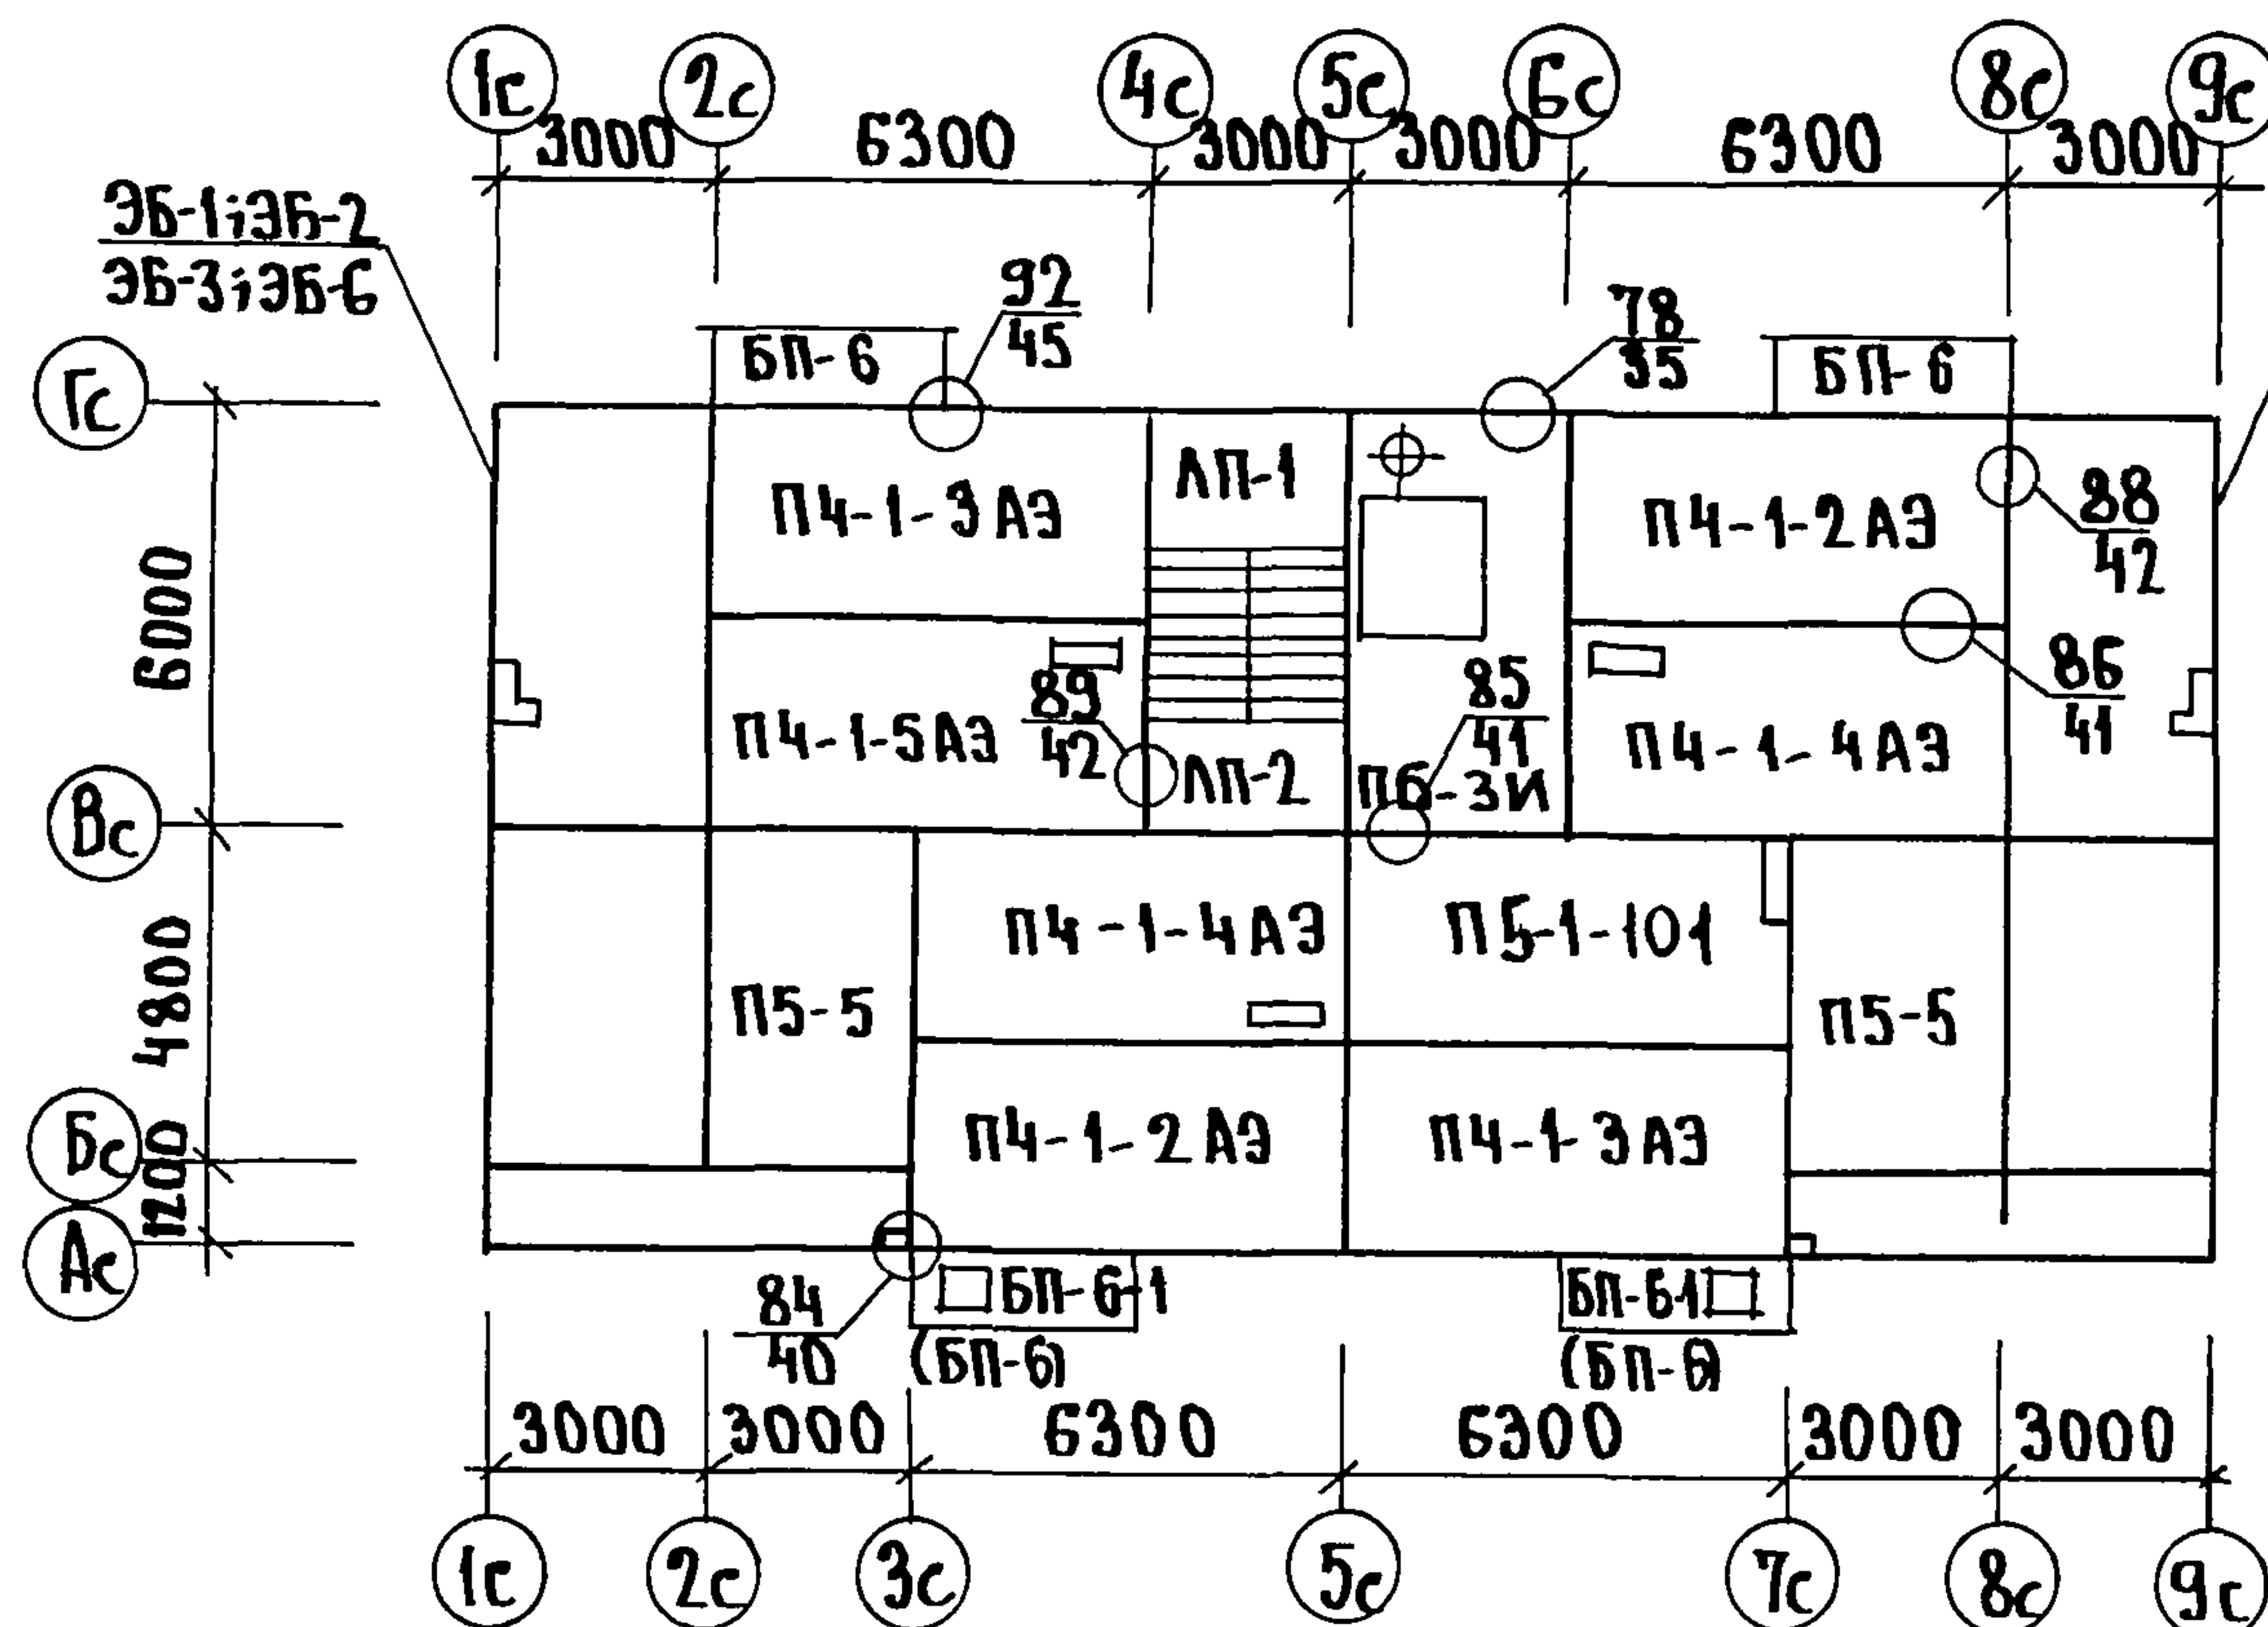 1с 2с 4с 5с 6с 8с 9с
3000 6300 3000 3000 6300 3000
ЭБ-1;ЭБ-2
ЭБ-3;ЭБ-6
92
45
78
35
БП-6
БП-6
Гс
ЛП-1
П4-1-3АЭ
П4-1-2АЭ
88
42
6000
89
42
85
41
86
41
П4-1-5АЭ
П4-1-4АЭ
ЛП-2
П6-3И
Вс
4800
П4-1-4АЭ
П5-1-101
П5-5
П5-5
Бс
1200
П4-1-2АЭ
П4-1-3АЭ
Ас
84
40
БП-6-1
(БП-6)
БП-6-1
(БП-6)
3000 3000 6300 6300 3000 3000
1с 2с 3с 5с 7с 8с 9с